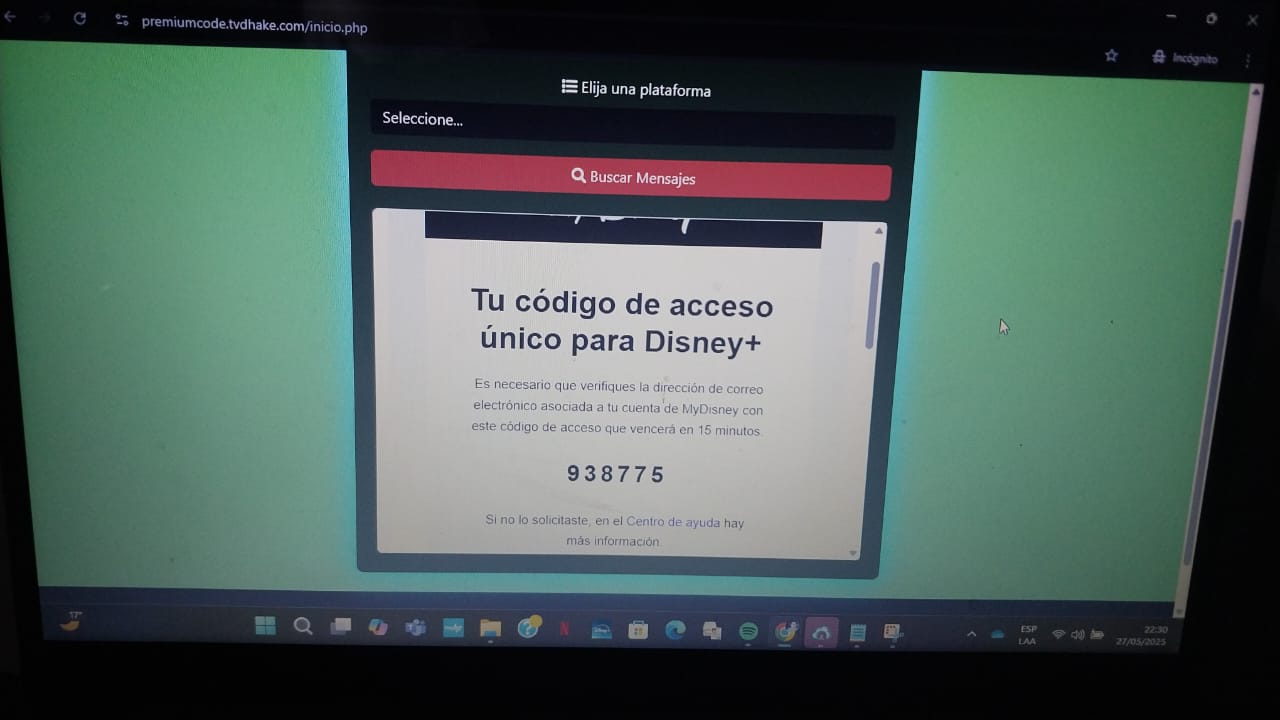 premiumcode.tvdhake.com/inicio.php
Incógnito
Elija una plataforma
Seleccione...
Buscar Mensajes
Tu código de acceso
único para Disney+
Es necesario que verifiques la dirección de correo
electrónico asociada a tu cuenta de MyDisney con
este código de acceso que vencerá en 15 minutos.
938775
Si no lo solicitaste, en el Centro de ayuda hay
más información.
17°
ESP
LAA
22:30
27/05/2025